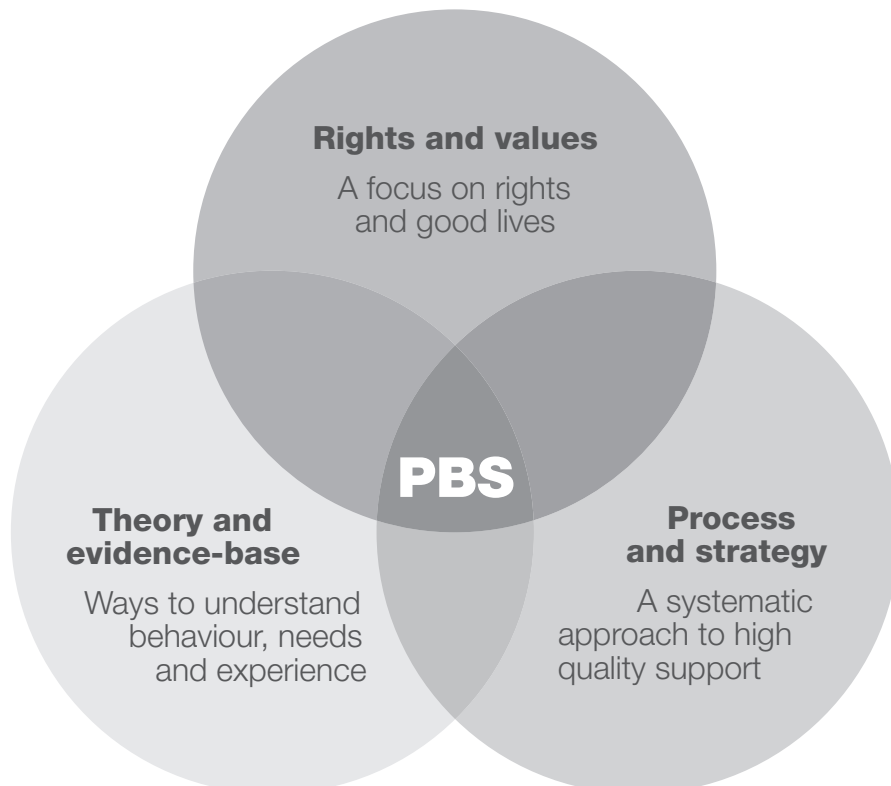 Rights and values
A focus on rights
and good lives
PBS
Theory and
evidence-base
Ways to understand
behaviour, needs
and experience
Process
and strategy
A systematic
approach to high
quality support